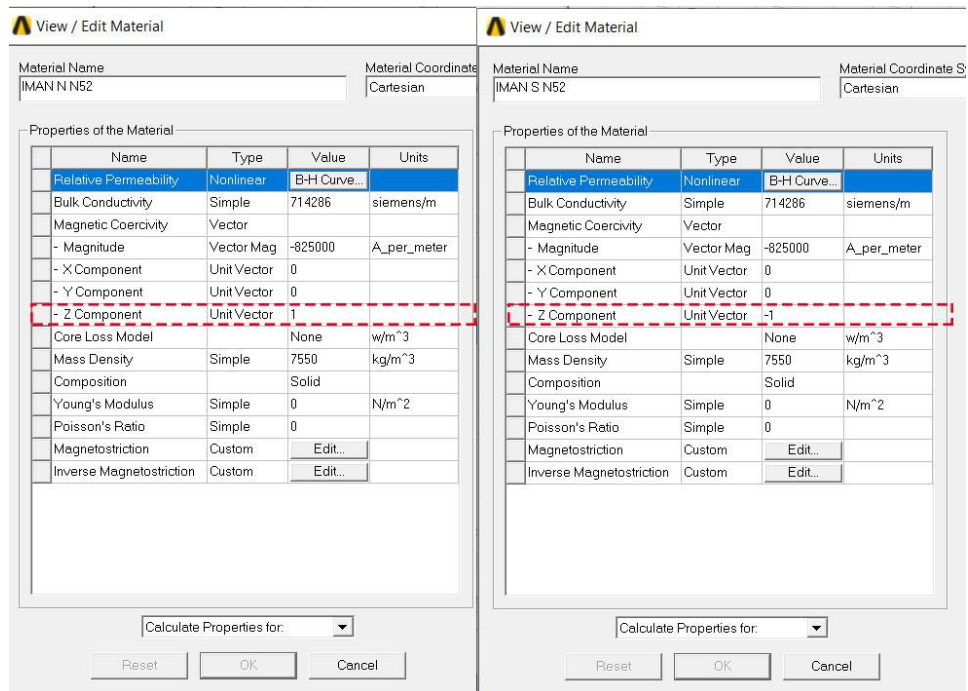 View / Edit Material
Material Name Material Coordinate
IMAN N N52 Cartesian
Properties of the Material
Name Type Value Units
Relative Permeability Nonlinear B-H Curve...
Bulk Conductivity Simple 714286 siemens/m
Magnetic Coercivity Vector
- Magnitude Vector Mag -825000 A_per_meter
- X Component Unit Vector 0
- Y Component Unit Vector 0
- Z Component Unit Vector 1
Core Loss Model None w/m^3
Mass Density Simple 7550 kg/m^3
Composition Solid
Young's Modulus Simple 0 N/m^2
Poisson's Ratio Simple 0
Magnetostriction Custom Edit...
Inverse Magnetostriction Custom Edit...
Calculate Properties for:
Reset OK Cancel
View / Edit Material
Material Name Material Coordinate S
IMAN S N52 Cartesian
Properties of the Material
Name Type Value Units
Relative Permeability Nonlinear B-H Curve...
Bulk Conductivity Simple 714286 siemens/m
Magnetic Coercivity Vector
- Magnitude Vector Mag -825000 A_per_meter
- X Component Unit Vector 0
- Y Component Unit Vector 0
- Z Component Unit Vector -1
Core Loss Model None w/m^3
Mass Density Simple 7550 kg/m^3
Composition Solid
Young's Modulus Simple 0 N/m^2
Poisson's Ratio Simple 0
Magnetostriction Custom Edit...
Inverse Magnetostriction Custom Edit...
Calculate Properties for:
Reset OK Cancel